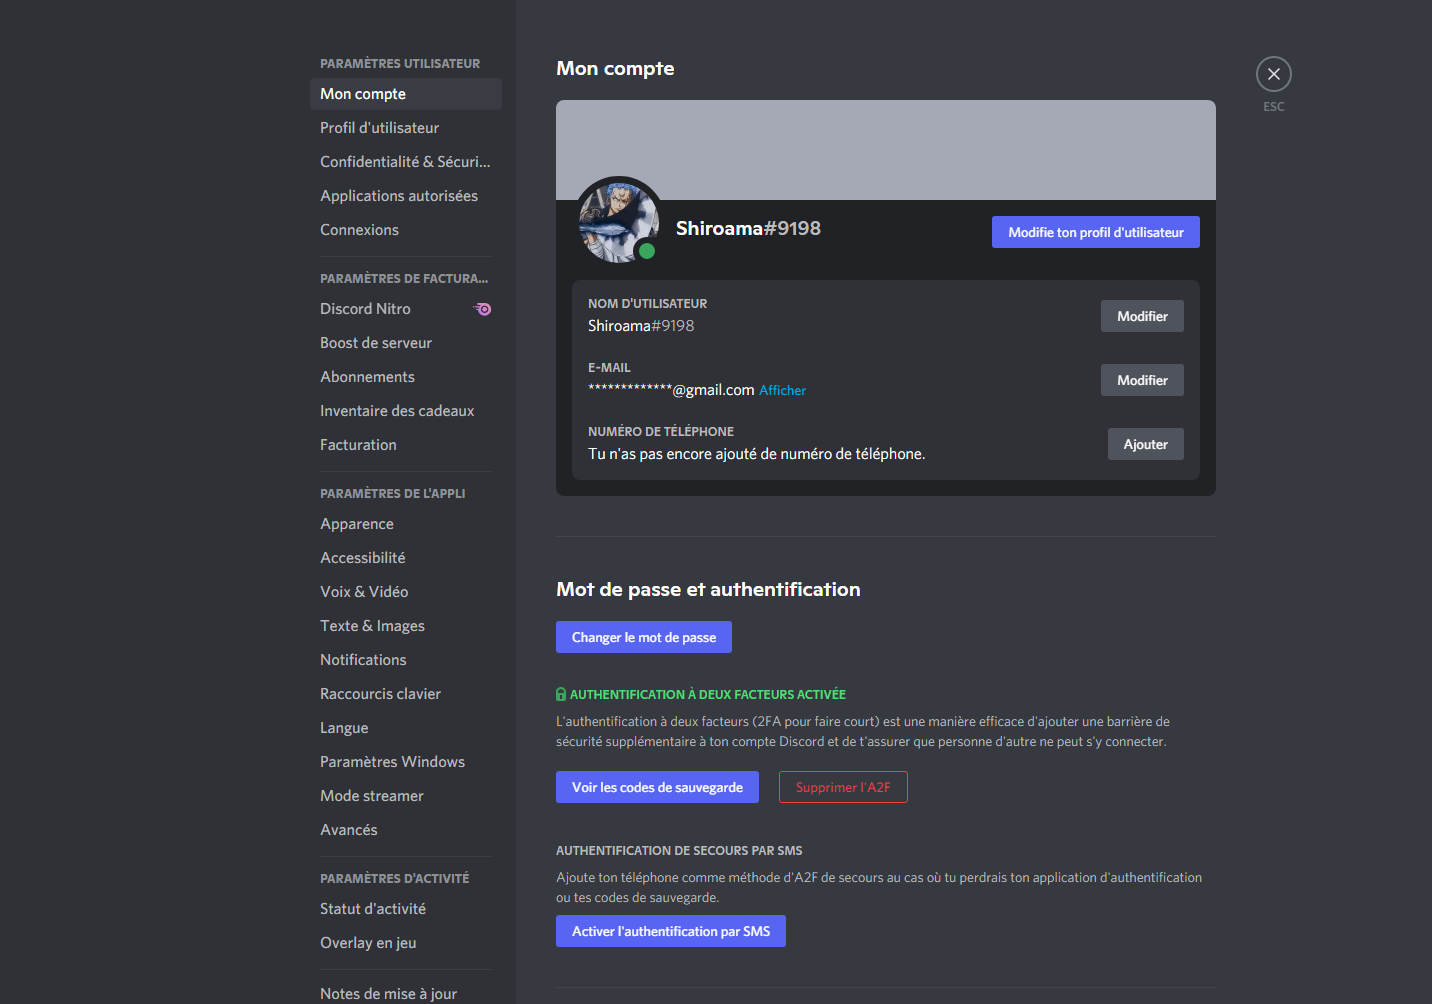 PARAMÈTRES UTILISATEUR
Mon compte
Profil d'utilisateur
Confidentialité & Sécuri...
Applications autorisées
Connexions
PARAMÈTRES DE FACTURA...
Discord Nitro
Boost de serveur
Abonnements
Inventaire des cadeaux
Facturation
PARAMÈTRES DE L'APPLI
Apparence
Accessibilité
Voix & Vidéo
Texte & Images
Notifications
Raccourcis clavier
Langue
Paramètres Windows
Mode streamer
Avancés
PARAMÈTRES D'ACTIVITÉ
Statut d'activité
Overlay en jeu
Notes de mise à jour
Mon compte
ESC
Shiroama#9198
Modifie ton profil d'utilisateur
NOM D'UTILISATEUR
Shiroama#9198
Modifier
E-MAIL
*************@gmail.com Afficher
Modifier
NUMÉRO DE TÉLÉPHONE
Tu n'as pas encore ajouté de numéro de téléphone.
Ajouter
Mot de passe et authentification
Changer le mot de passe
AUTHENTIFICATION À DEUX FACTEURS ACTIVÉE
L'authentification à deux facteurs (2FA pour faire court) est une manière efficace d'ajouter une barrière de
sécurité supplémentaire à ton compte Discord et de t'assurer que personne d'autre ne peut s'y connecter.
Voir les codes de sauvegarde
Supprimer l'A2F
AUTHENTIFICATION DE SECOURS PAR SMS
Ajoute ton téléphone comme méthode d'A2F de secours au cas où tu perdrais ton application d'authentification
ou tes codes de sauvegarde.
Activer l'authentification par SMS